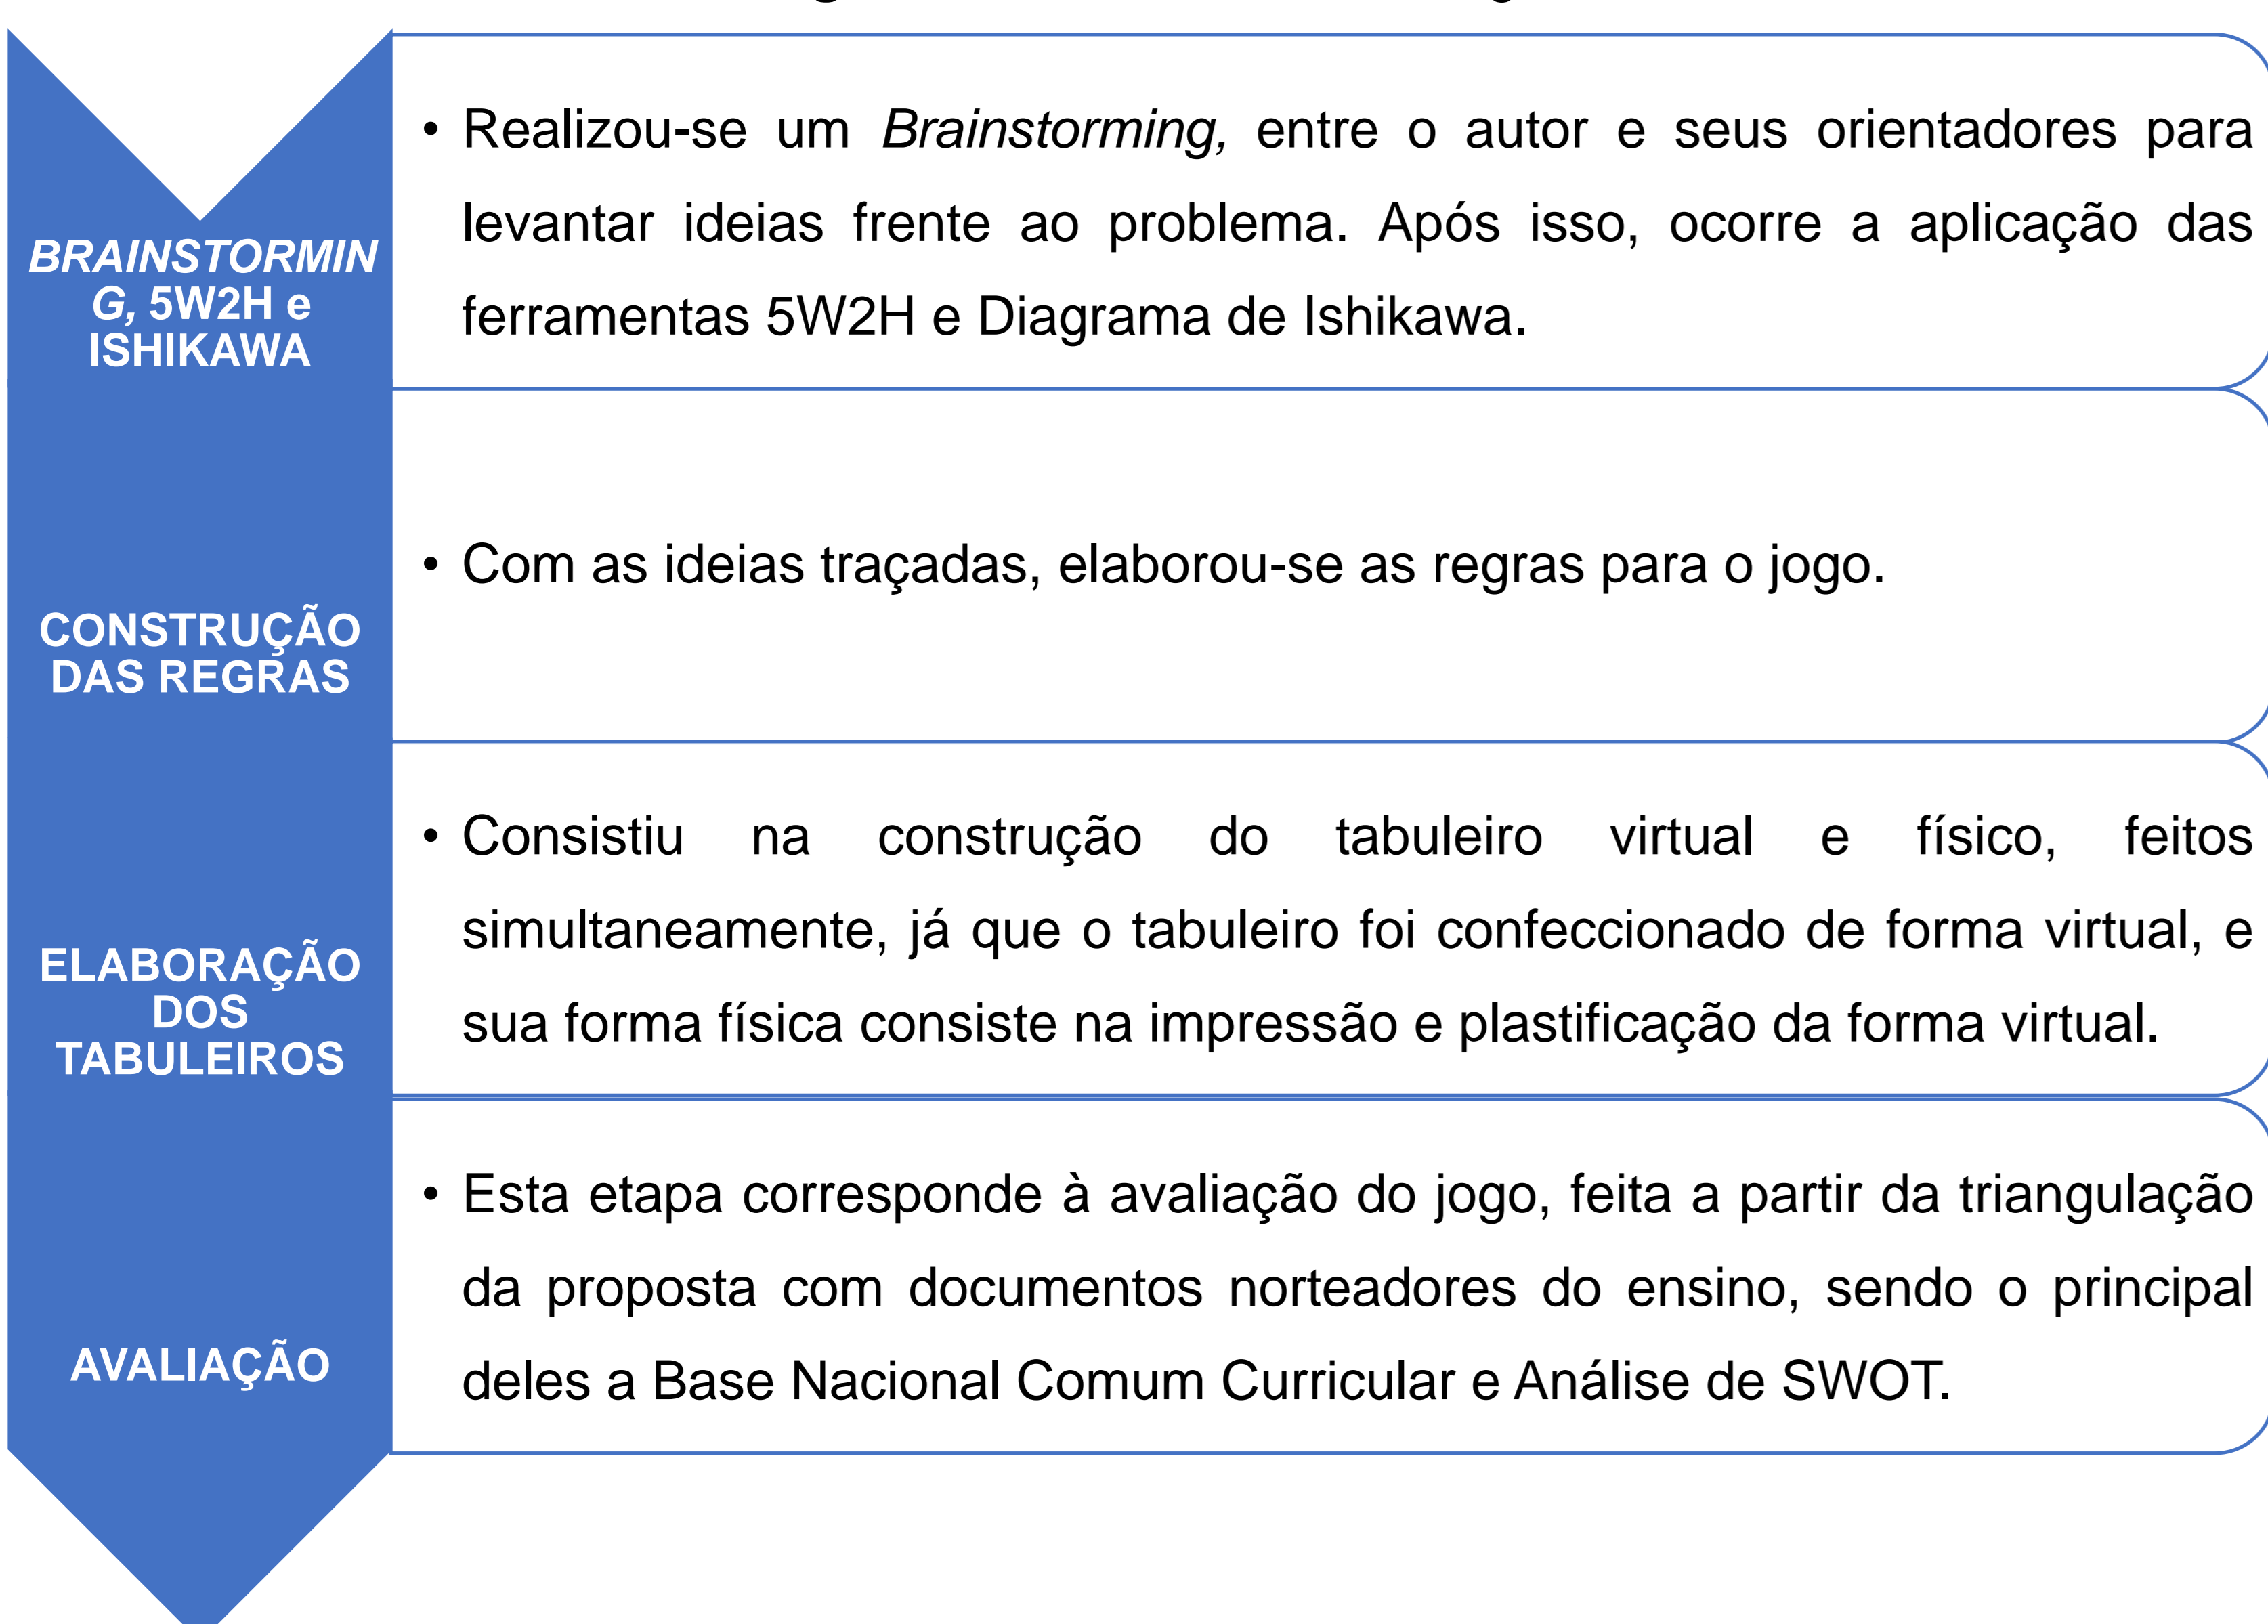 BRAINSTORMIN
G, 5W2H e
ISHIKAWA
• Realizou-se um Brainstorming, entre o autor e seus orientadores para
levantar ideias frente ao problema. Após isso, ocorre a aplicação das
ferramentas 5W2H e Diagrama de Ishikawa.
CONSTRUÇÃO
DAS REGRAS
• Com as ideias traçadas, elaborou-se as regras para o jogo.
ELABORAÇÃO
DOS
TABULEIROS
• Consistiu na construção do tabuleiro virtual e físico, feitos
simultaneamente, já que o tabuleiro foi confeccionado de forma virtual, e
sua forma física consiste na impressão e plastificação da forma virtual.
AVALIAÇÃO
• Esta etapa corresponde à avaliação do jogo, feita a partir da triangulação
da proposta com documentos norteadores do ensino, sendo o principal
deles a Base Nacional Comum Curricular e Análise de SWOT.